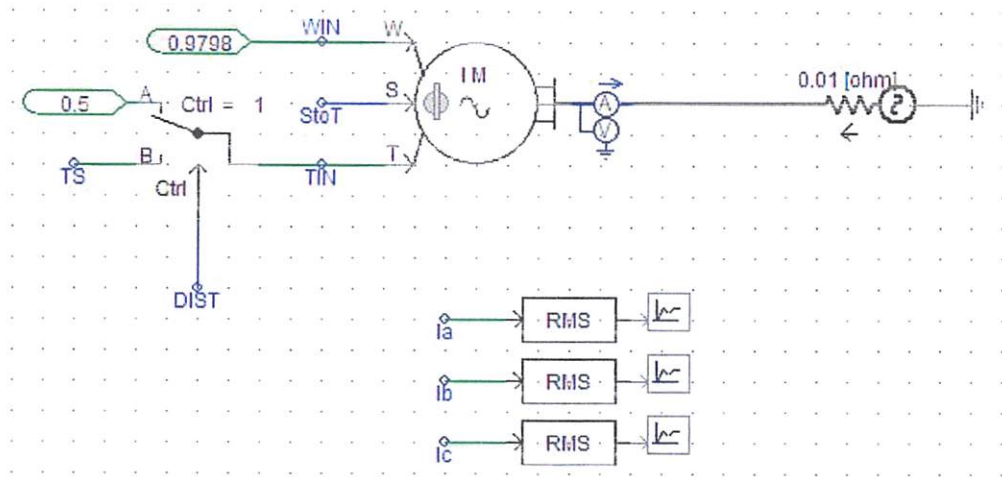 0.9798 WIN W
IM
0.01 [ohm]
0.5 A Ctrl = 1
StoT S
A
V
B T
TS Ctrl TIN
DIST
Ia RMS
Ib RMS
Ic RMS